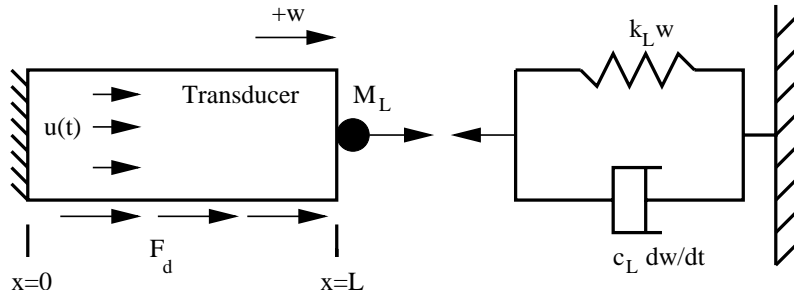 +w
k_L w
Transducer
M_L
u(t)
F_d
c_L dw/dt
x=0
x=L